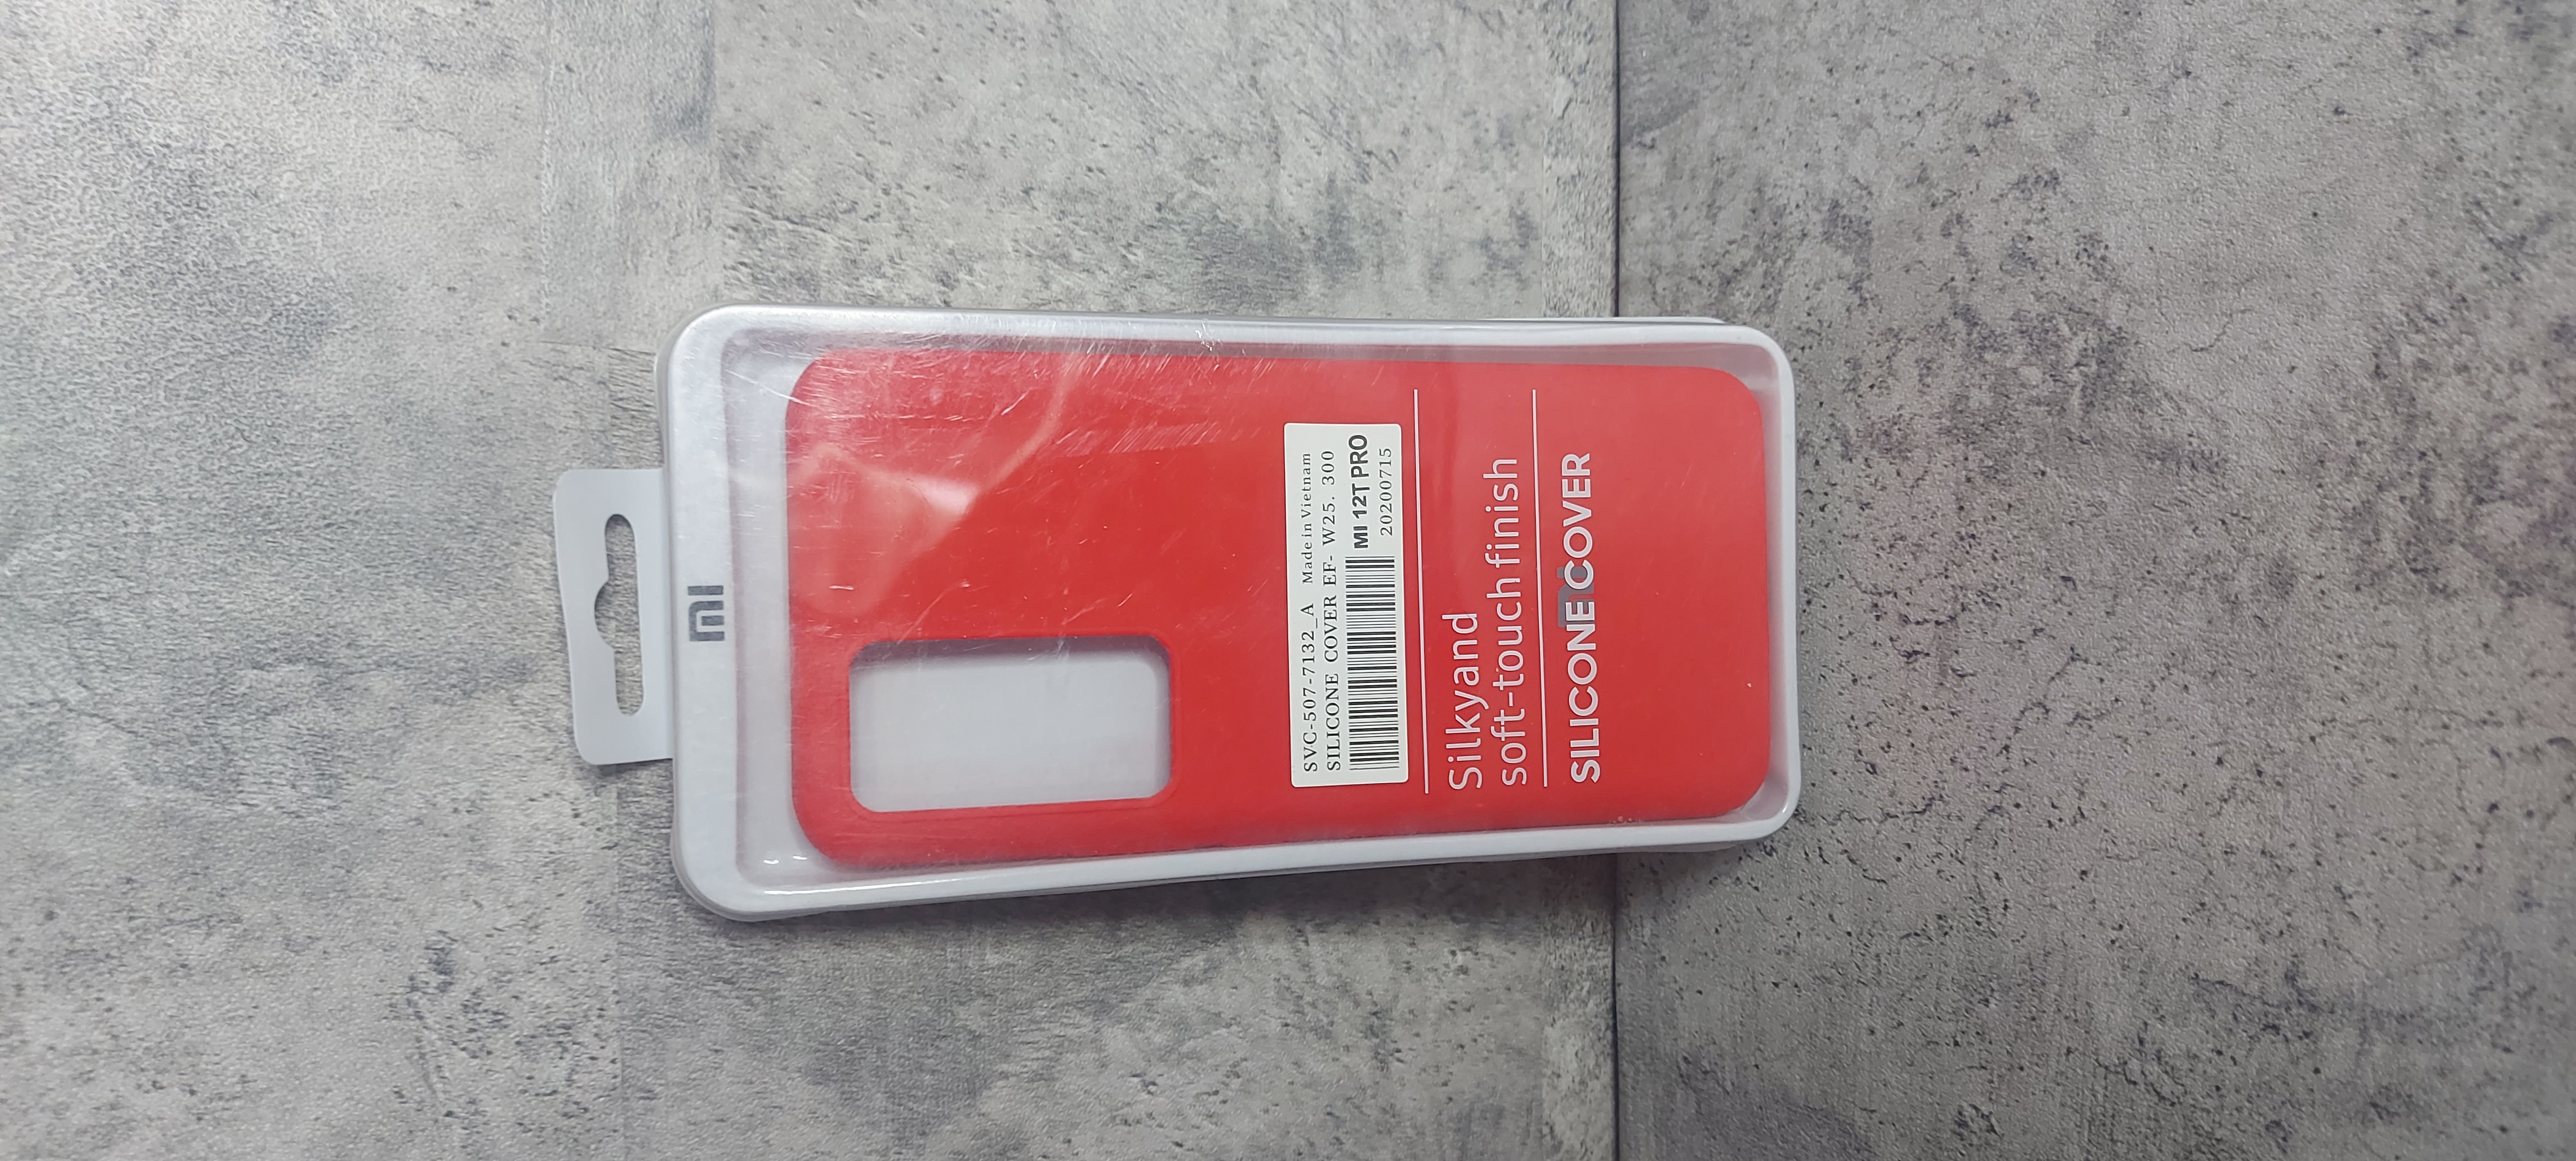 mi
SVC-507-7132_A Made in Vietnam
SILICONE COVER EF- W25. 300
MI 12T PRO
20200715
Silkyand
soft-touch finish
SILICONE COVER